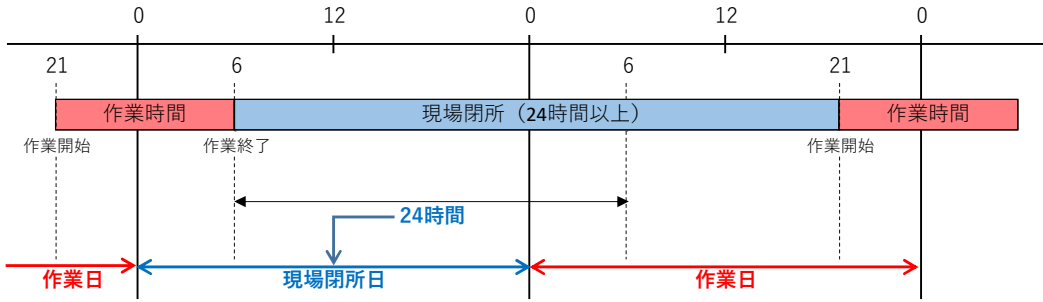 0 12 0 12 0
21 6 6 21
作業時間 現場閉所（24時間以上） 作業時間
作業開始 作業終了 作業開始
24時間
作業日 現場閉所日 作業日